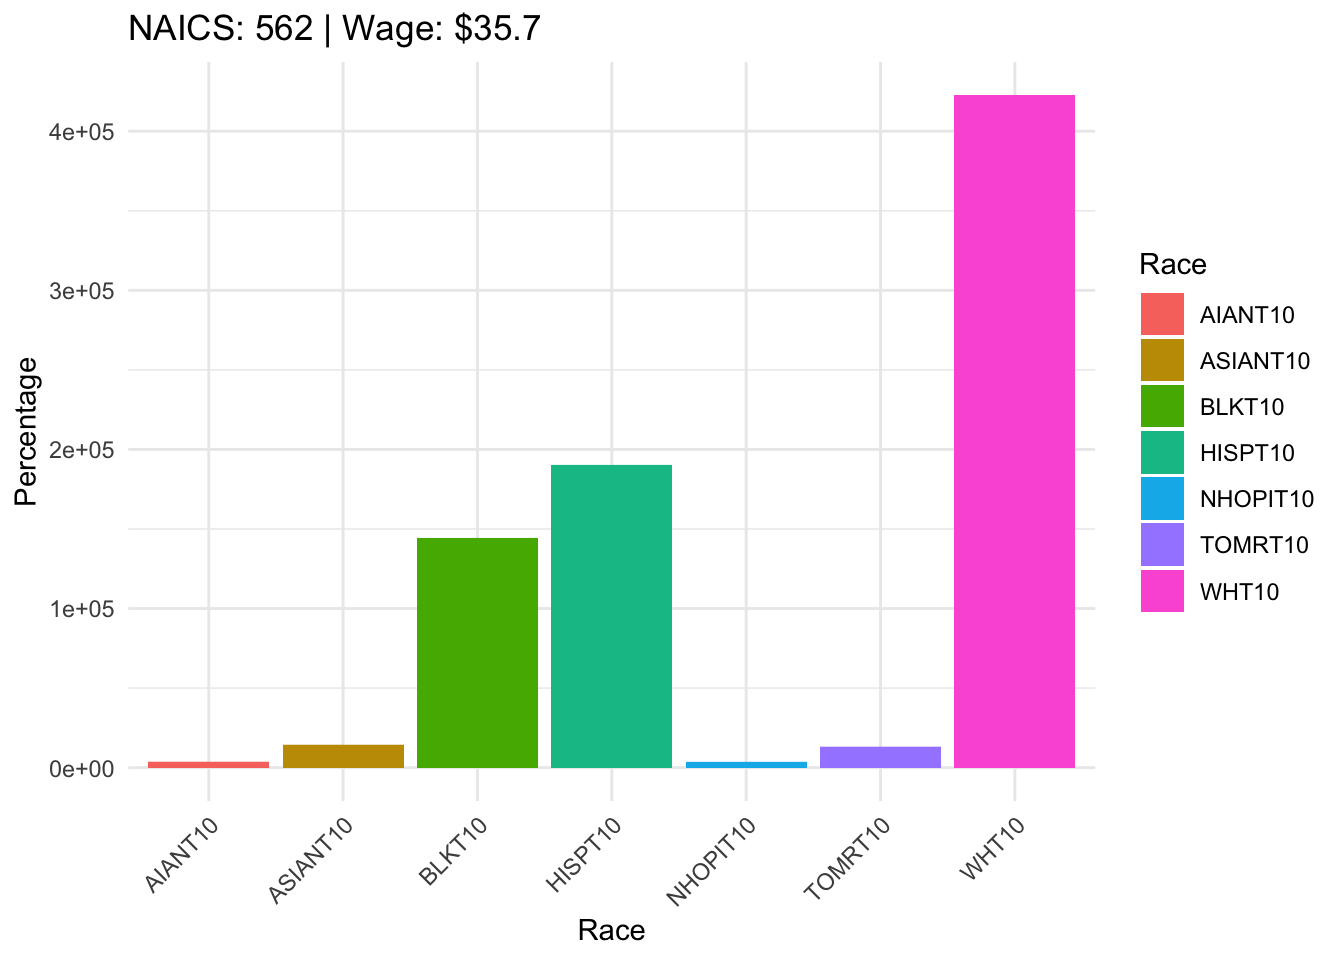 NAICS: 562 | Wage: $35.7
Percentage
4e+05
3e+05
2e+05
1e+05
0e+00
AIANT10
ASIANT10
BLKT10
HISPT10
NHOPIT10
TOMRT10
WHT10
Race
Race
AIANT10
ASIANT10
BLKT10
HISPT10
NHOPIT10
TOMRT10
WHT10